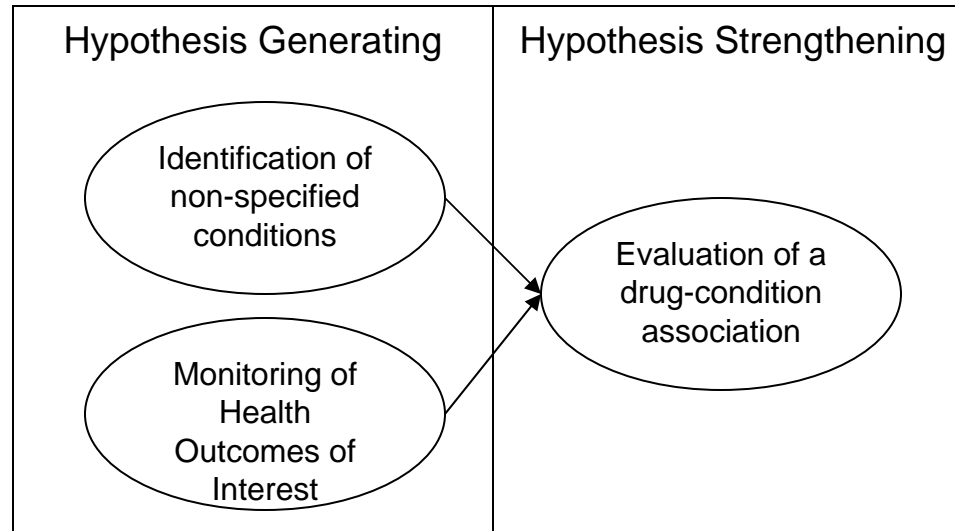 Hypothesis Generating
Identification of
non-specified
conditions
Monitoring of
Health
Outcomes of
Interest
Hypothesis Strengthening
Evaluation of a
drug-condition
association